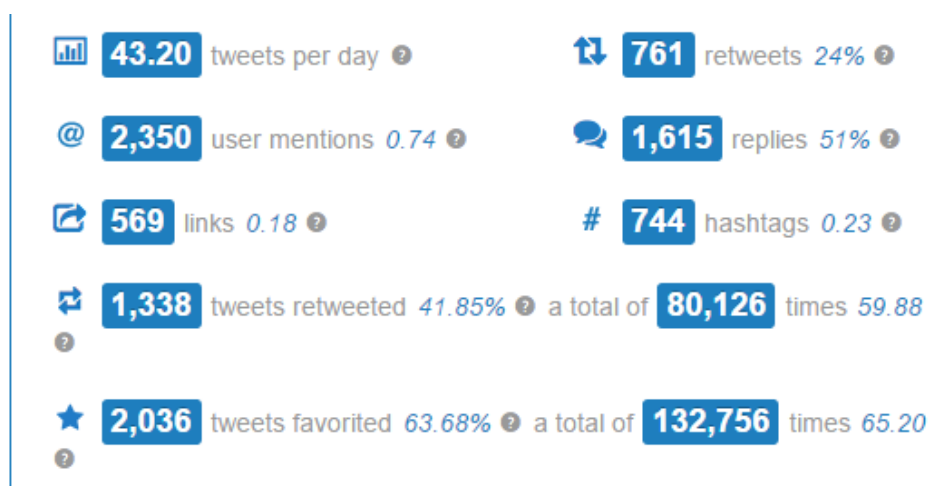 43.20 tweets per day ?
761 retweets 24% ?
@ 2,350 user mentions 0.74 ?
1,615 replies 51% ?
569 links 0.18 ?
# 744 hashtags 0.23 ?
1,338 tweets retweeted 41.85% ? a total of 80,126 times 59.88
?
2,036 tweets favorited 63.68% ? a total of 132,756 times 65.20
?